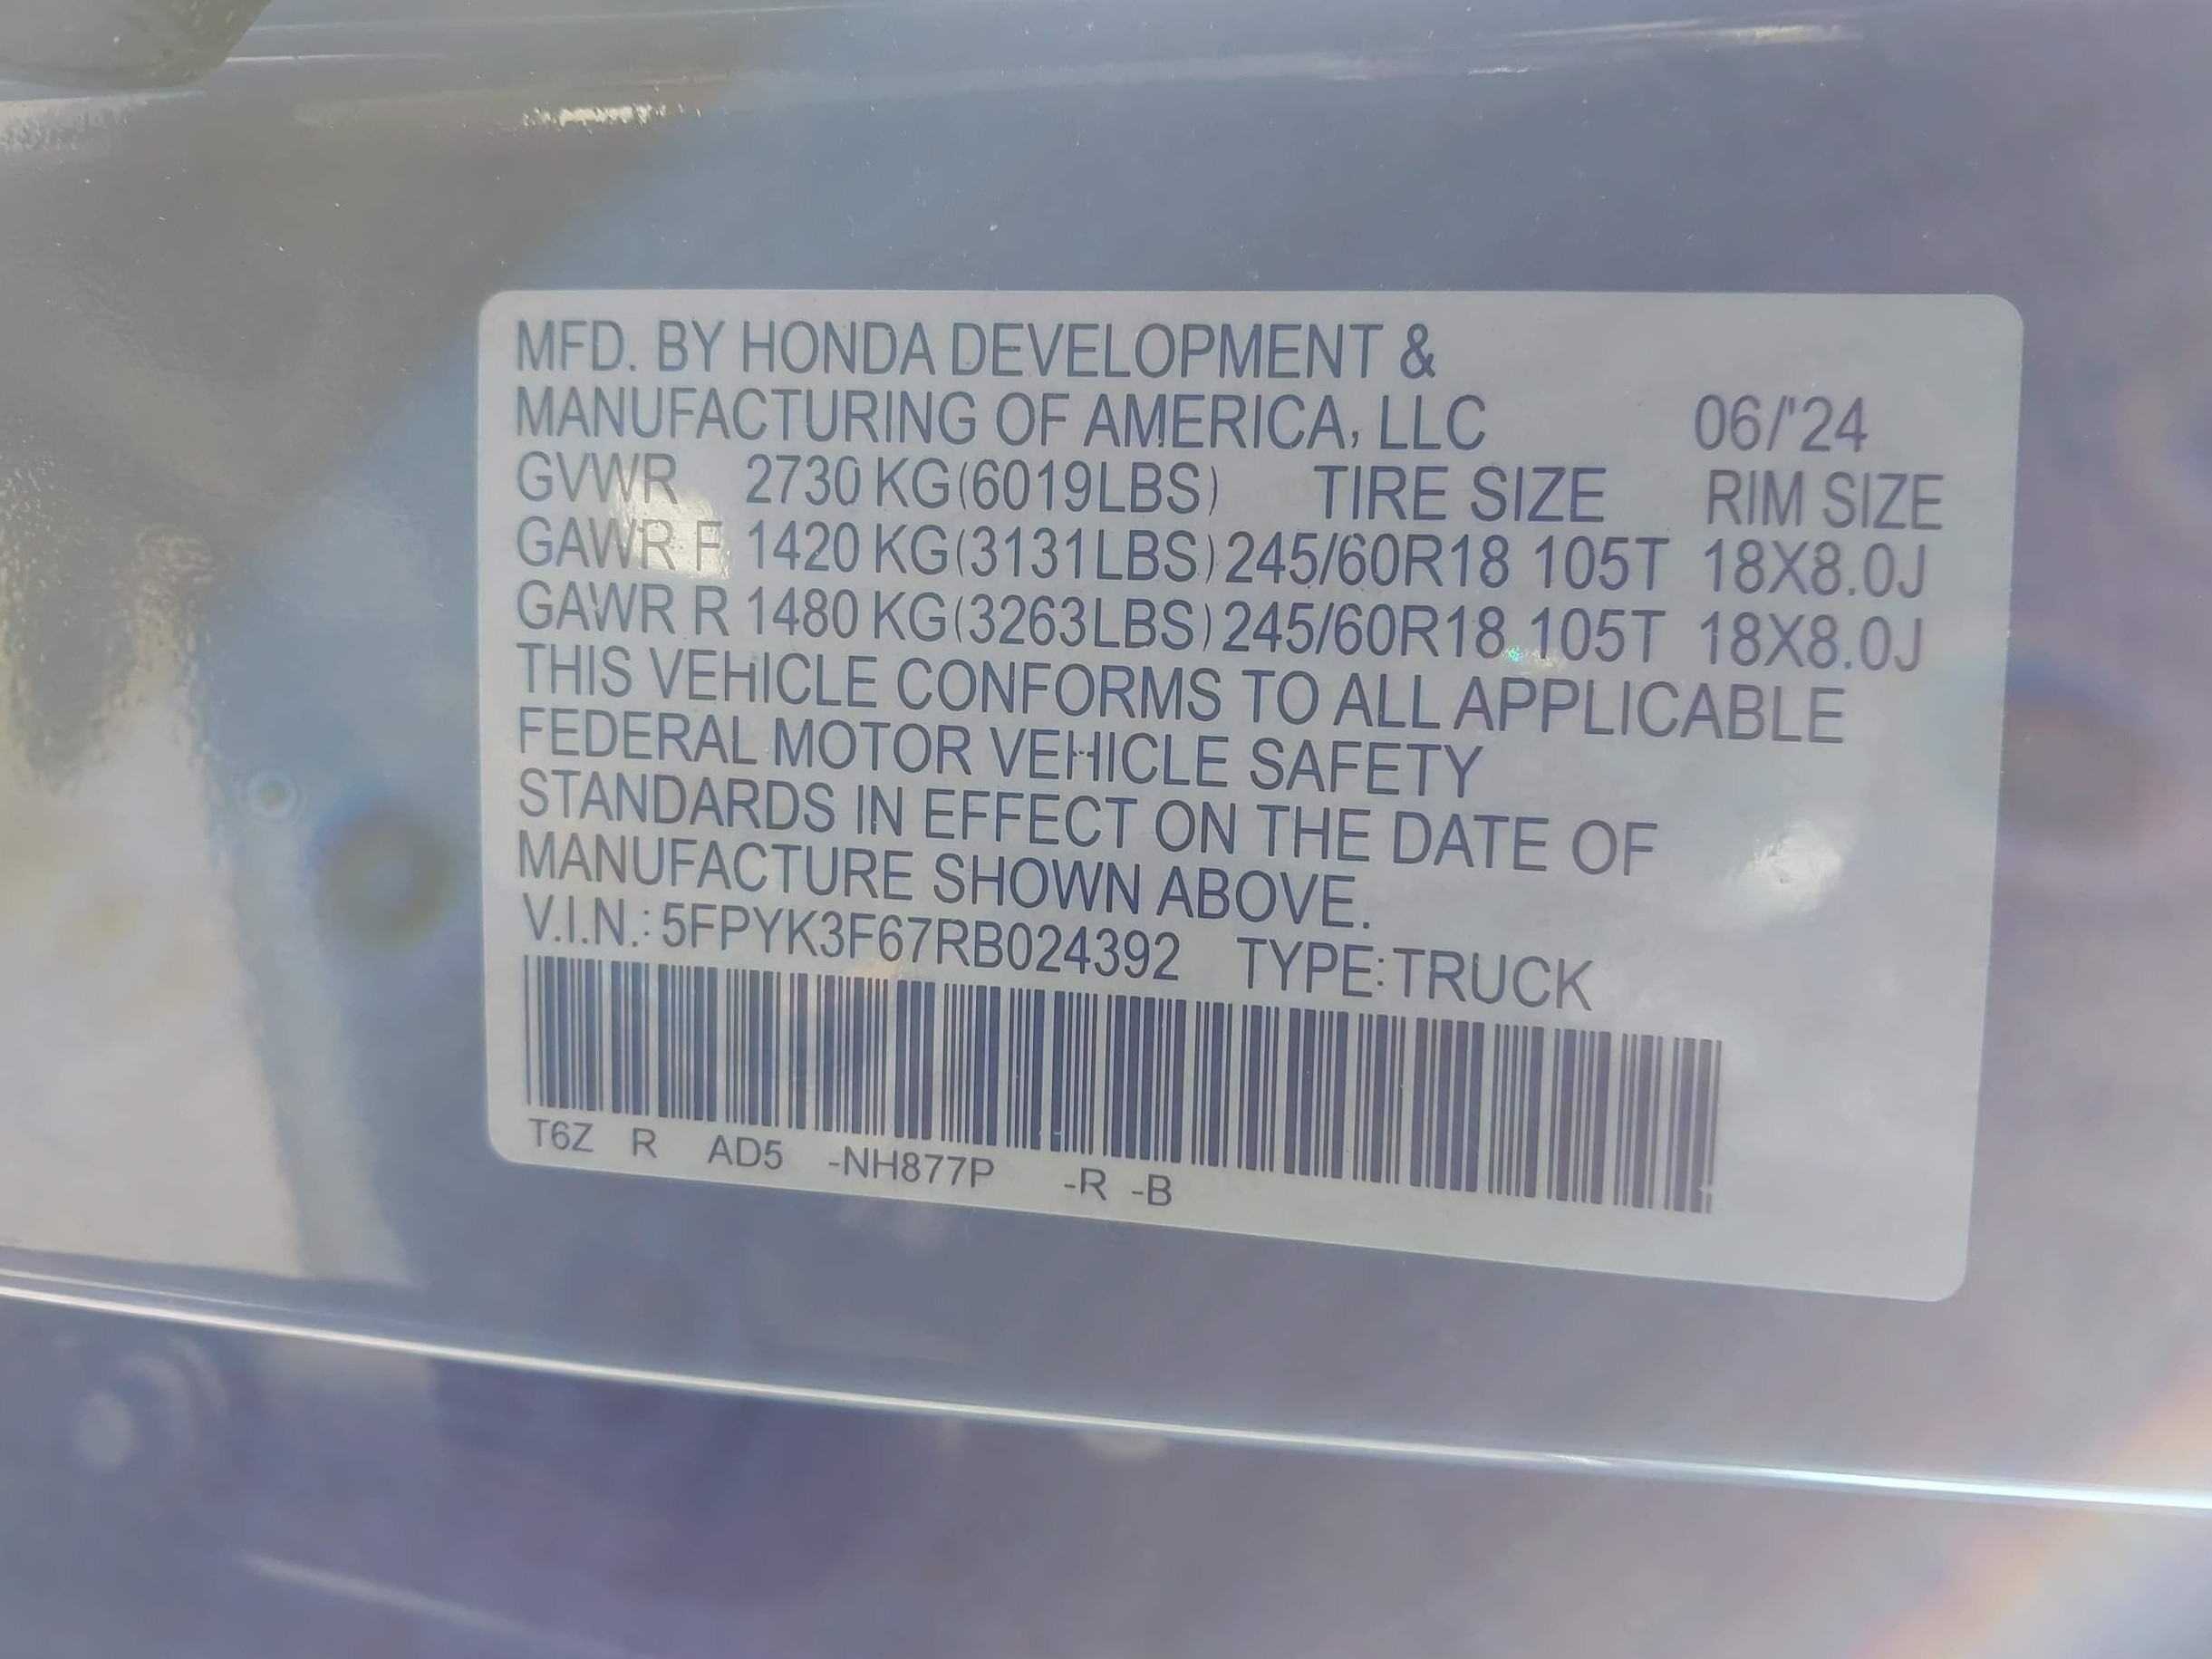 MFD. BY HONDA DEVELOPMENT &
MANUFACTURING OF AMERICA, LLC 06/'24
GVWR 2730 KG(6019LBS) TIRE SIZE RIM SIZE
GAWR F 1420 KG(3131LBS) 245/60R18 105T 18X8.0J
GAWR R 1480 KG(3263LBS) 245/60R18 105T 18X8.0J
THIS VEHICLE CONFORMS TO ALL APPLICABLE
FEDERAL MOTOR VEHICLE SAFETY
STANDARDS IN EFFECT ON THE DATE OF
MANUFACTURE SHOWN ABOVE.
V.I.N.: 5FPYK3F67RB024392 TYPE:TRUCK
T6Z R AD5 -NH877P -R -B